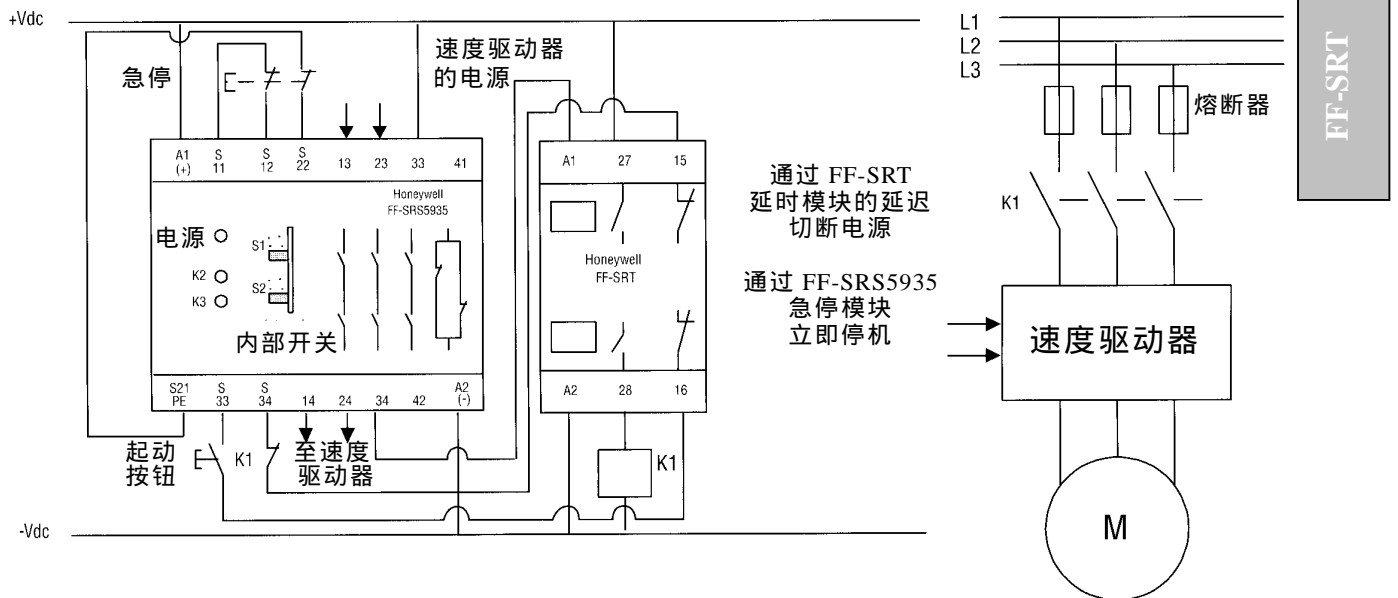 +Vdc
急停
速度驱动器
的电源
A1
(+)
S
11
S
12
S
22
13
23
33
41
Honeywell
FF-SRS5935
电源
K2
K3
S1
S2
内部开关
S21
PE
S
33
S
34
14
24
34
42
A2
(-)
起动
按钮
K1
至速度
驱动器
-Vdc
A1
27
15
Honeywell
FF-SRT
A2
28
16
K1
通过 FF-SRT
延时模块的延迟
切断电源
通过 FF-SRS5935
急停模块
立即停机
L1
L2
L3
熔断器
K1
速度驱动器
M
FF-SRT